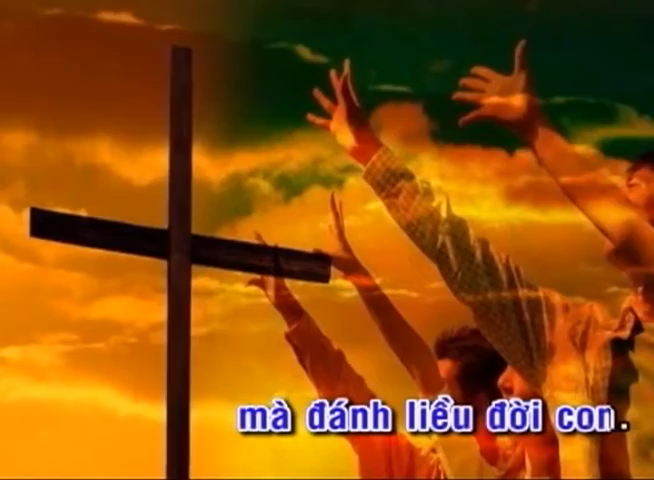 mà đánh liều đời con.